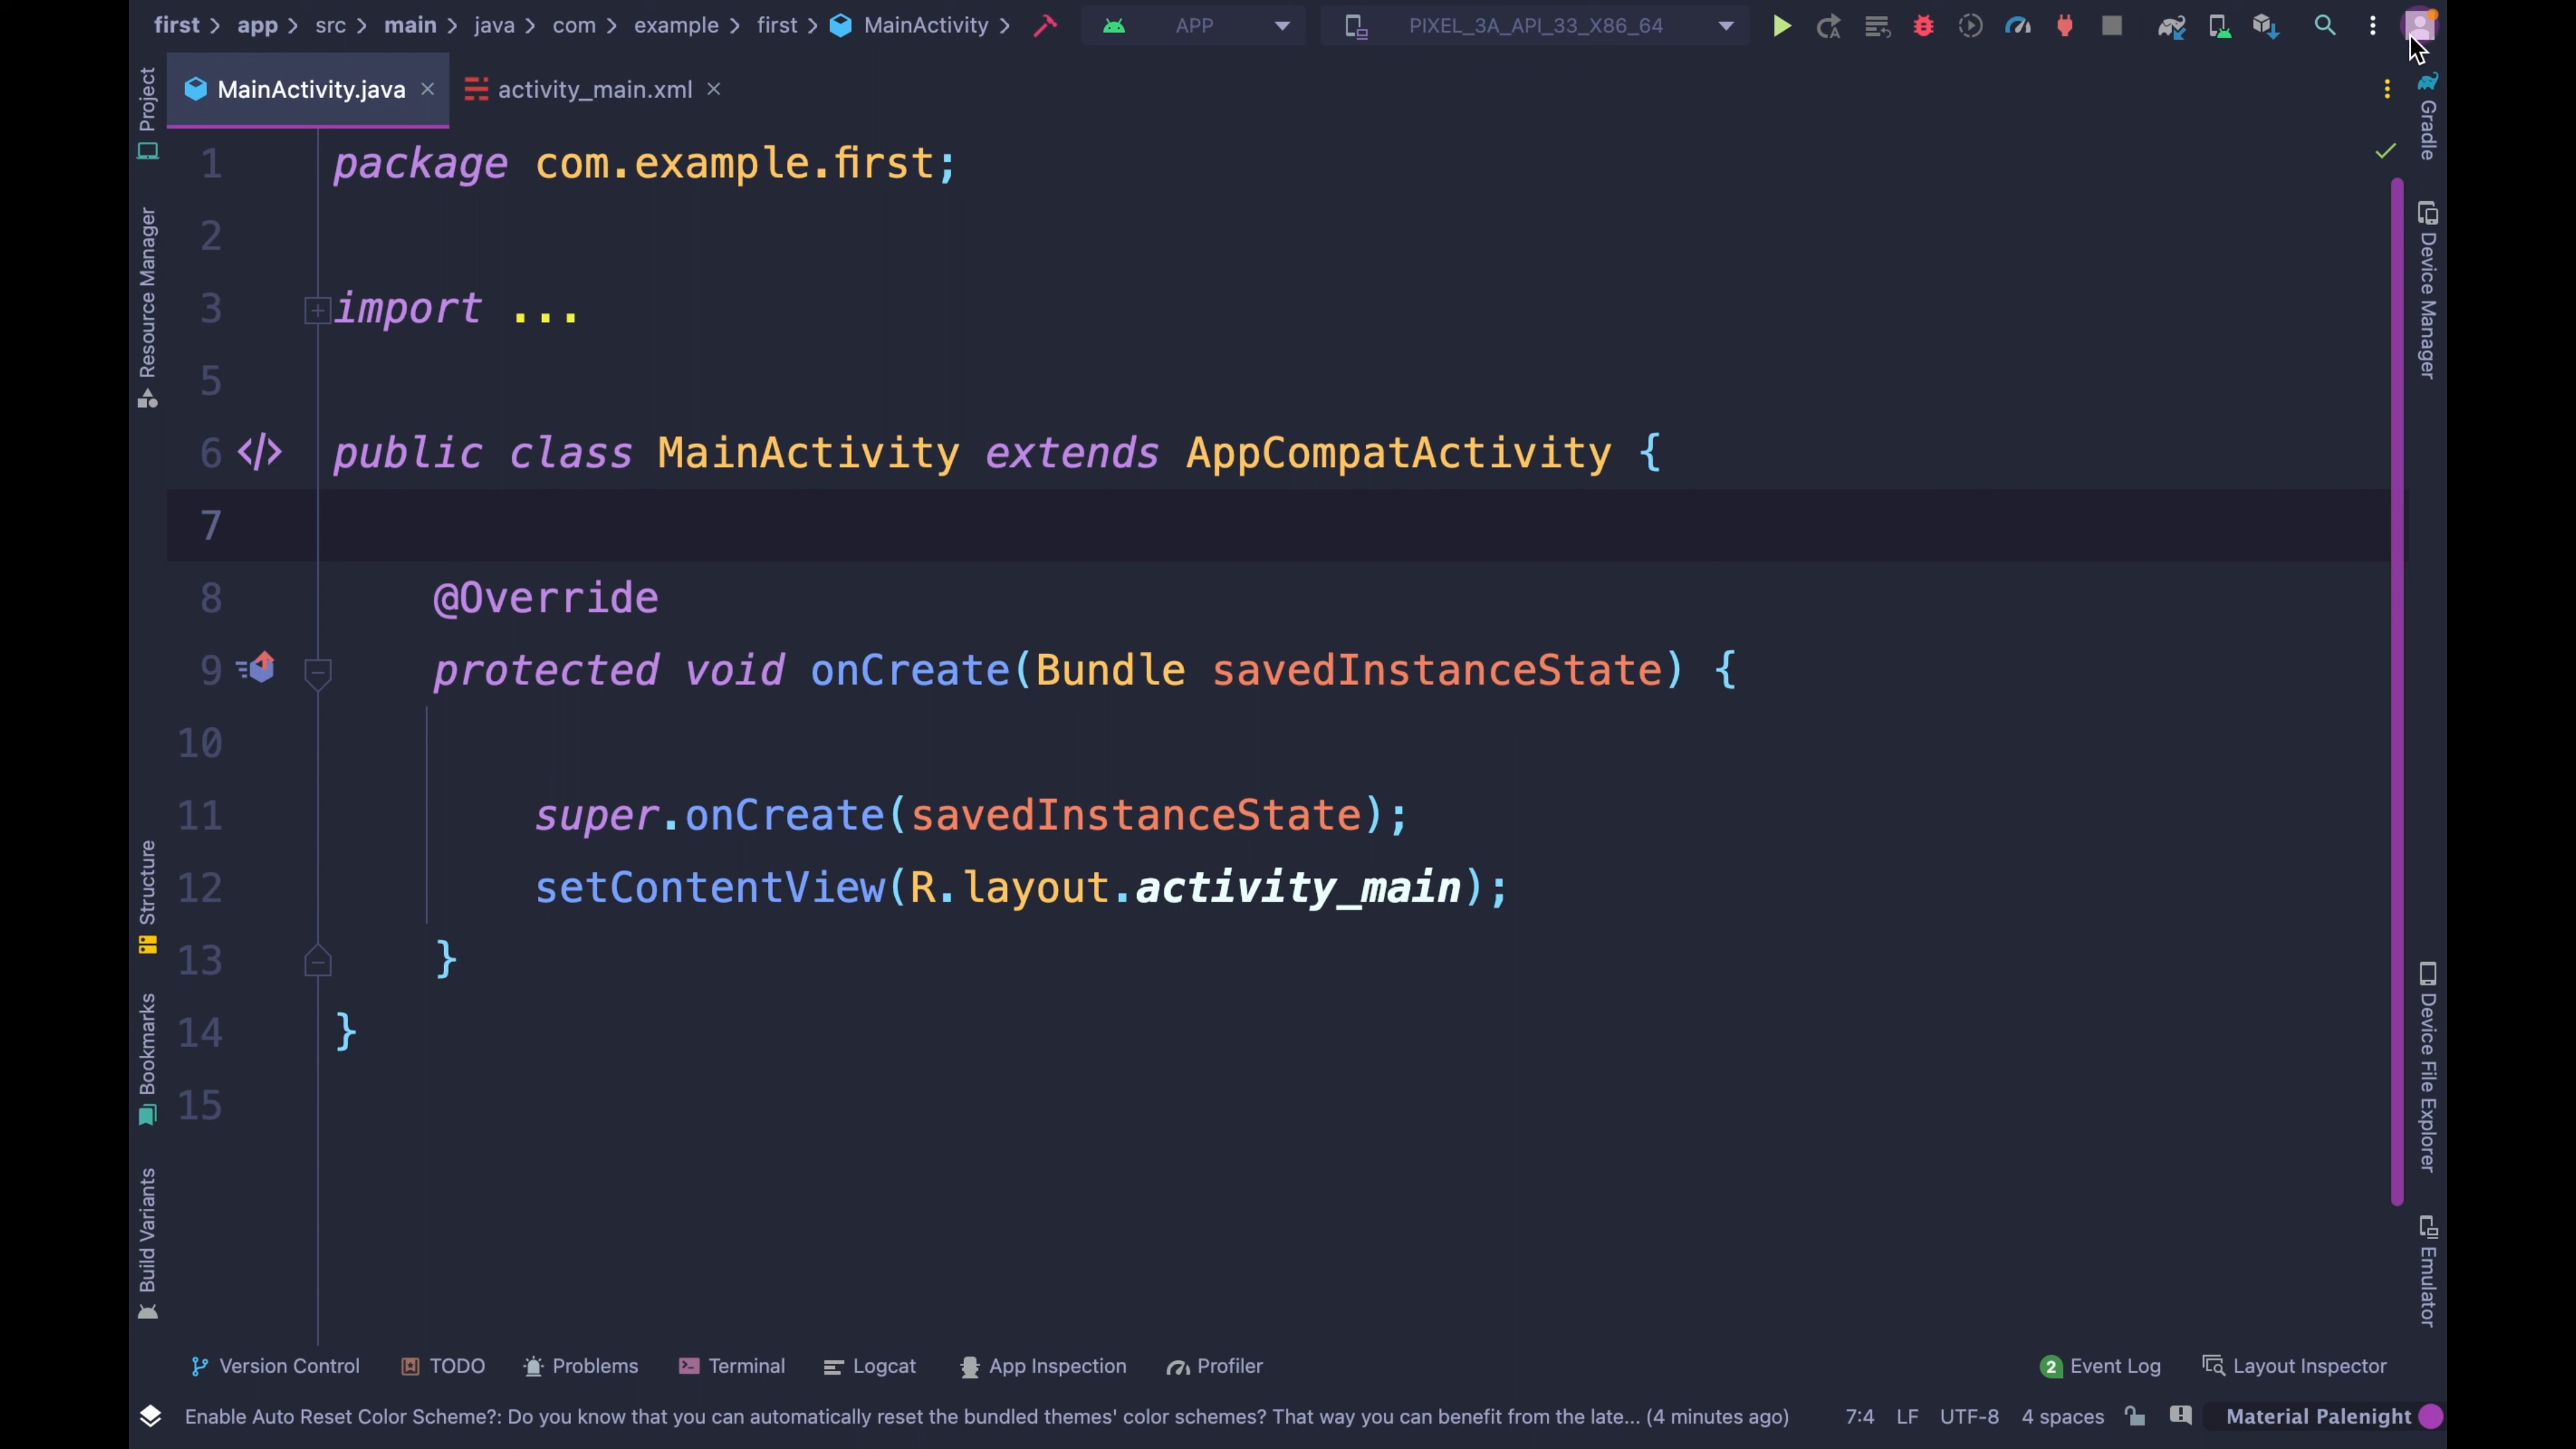 first > app > src > main > java > com > example > first > MainActivity > APP PIXEL_3A_API_33_X86_64
MainActivity.java × activity_main.xml ×
Project
Resource Manager
Structure
Bookmarks
Build Variants
1 package com.example.first;
2
3 import ...
5
6 public class MainActivity extends AppCompatActivity {
7
8 @Override
9 protected void onCreate(Bundle savedInstanceState) {
10
11 super.onCreate(savedInstanceState);
12 setContentView(R.layout.activity_main);
13 }
14 }
15
Gradle
Device Manager
Device File Explorer
Emulator
Version Control TODO Problems Terminal Logcat App Inspection Profiler 2 Event Log Layout Inspector
Enable Auto Reset Color Scheme?: Do you know that you can automatically reset the bundled themes' color schemes? That way you can benefit from the late... (4 minutes ago) 7:4 LF UTF-8 4 spaces Material Palenight